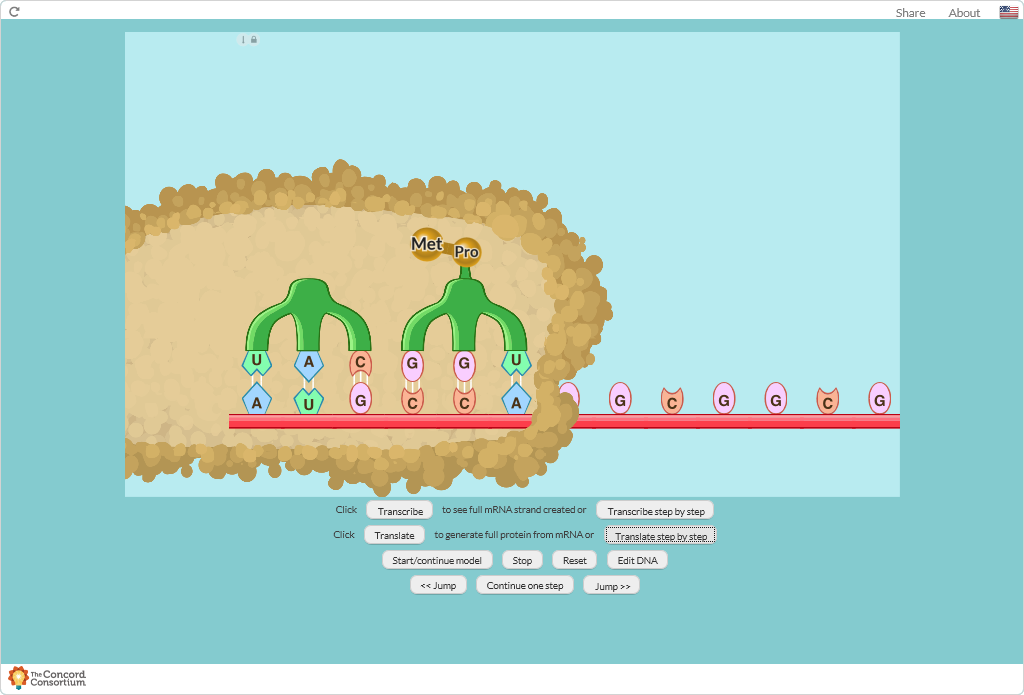 Share About
Met
Pro
U A C G G U
A U G C C A G C G G C G
Click Transcribe to see full mRNA strand created or Transcribe step by step
Click Translate to generate full protein from mRNA or Translate step by step
Start/continue model Stop Reset Edit DNA
<< Jump Continue one step Jump >>
The Concord
Consortium